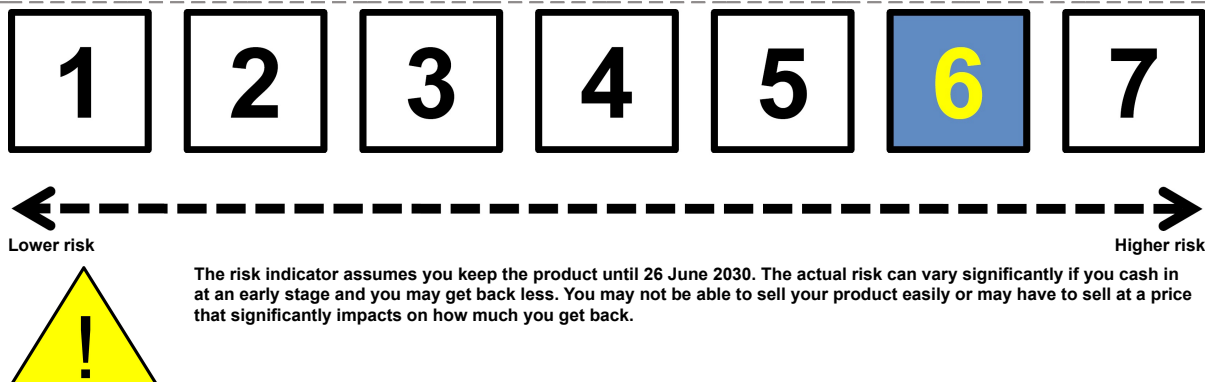 1 2 3 4 5 6 7
Lower risk Higher risk
The risk indicator assumes you keep the product until 26 June 2030. The actual risk can vary significantly if you cash in
at an early stage and you may get back less. You may not be able to sell your product easily or may have to sell at a price
that significantly impacts on how much you get back.
!